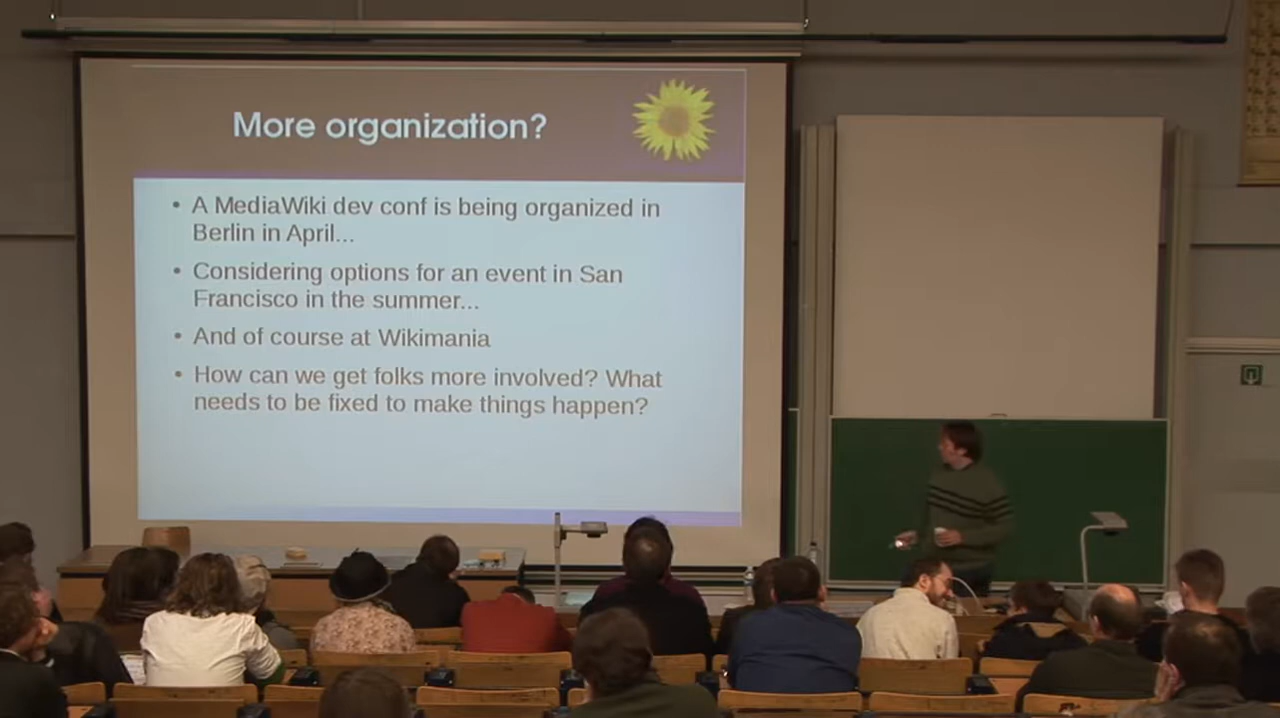 More organization?
• A MediaWiki dev conf is being organized in
Berlin in April...
• Considering options for an event in San
Francisco in the summer...
• And of course at Wikimania
• How can we get folks more involved? What
needs to be fixed to make things happen?